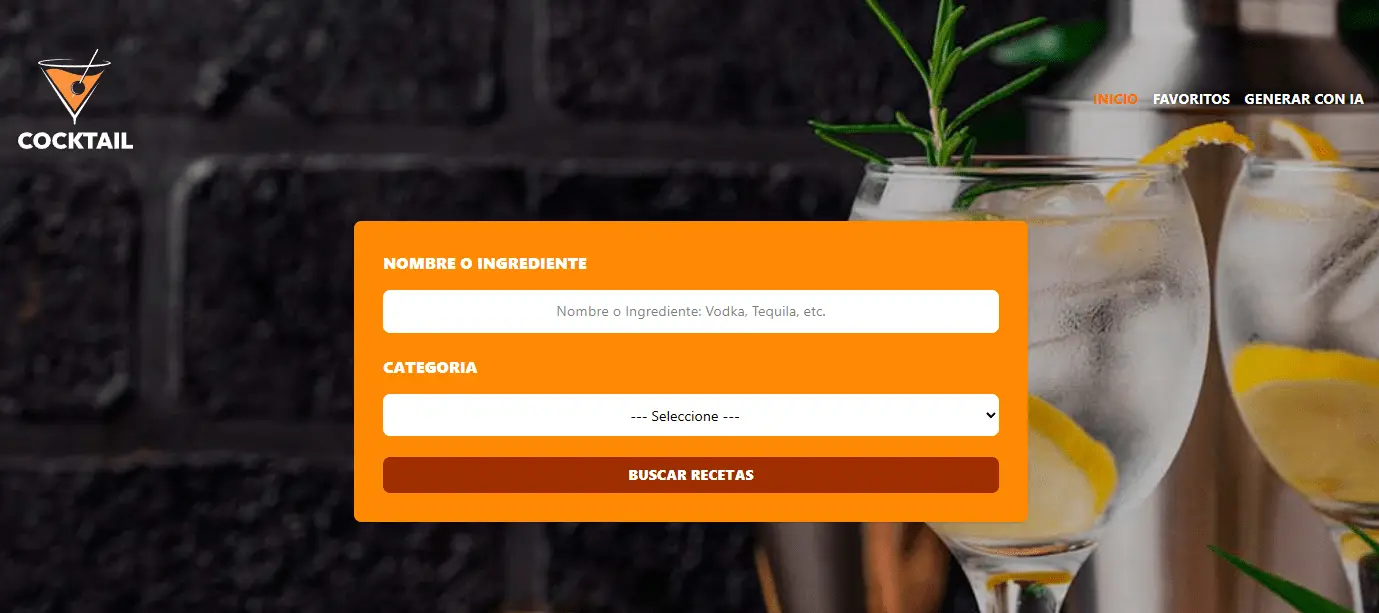 COCKTAIL
INICIO FAVORITOS GENERAR CON IA
NOMBRE O INGREDIENTE
Nombre o Ingrediente: Vodka, Tequila, etc.
CATEGORIA
--- Seleccione ---
BUSCAR RECETAS